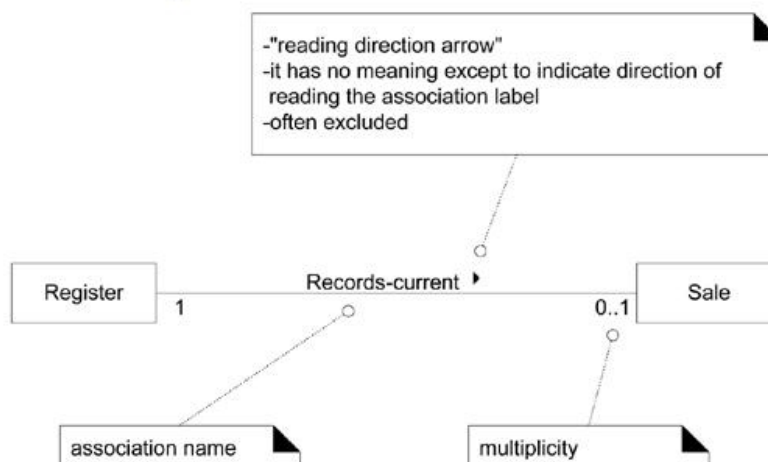 -"reading direction arrow"
-it has no meaning except to indicate direction of
reading the association label
-often excluded
Records-current
Register
Sale
1
0..1
association name
multiplicity